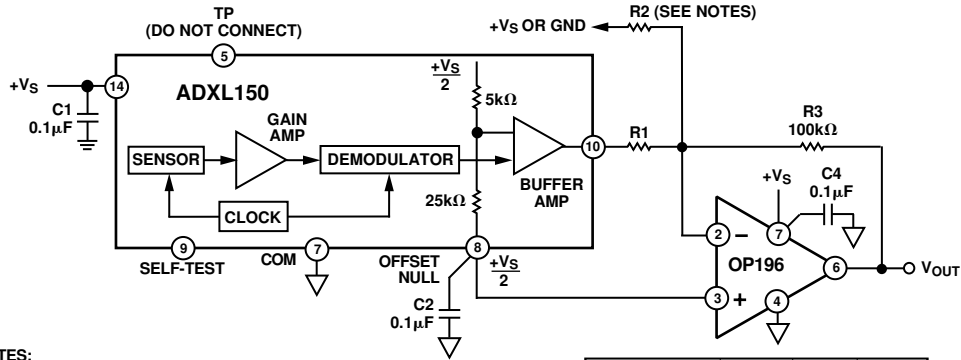 TP
(DO NOT CONNECT)
+VS OR GND
R2 (SEE NOTES)
5
+VS
14
C1
0.1µF
ADXL150
+VS
2
5kΩ
GAIN
AMP
SENSOR
DEMODULATOR
CLOCK
25kΩ
BUFFER
AMP
10
R1
R3
100kΩ
+VS
C4
0.1µF
2
–
7
OP196
6
VOUT
3
+
4
9
SELF-TEST
COM
7
OFFSET
NULL
8
+VS
2
C2
0.1µF
TES: